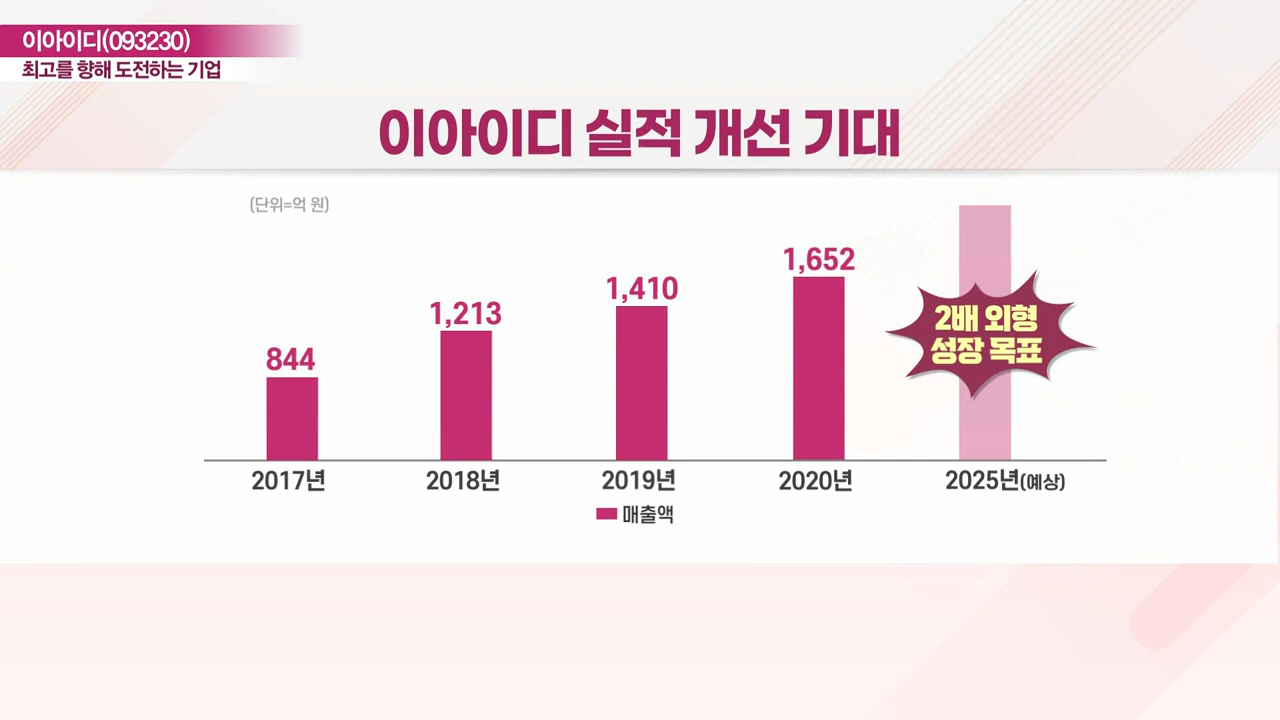 이아이디(093230)
최고를 향해 도전하는 기업
이아이디 실적 개선 기대
(단위=억 원)
844
1,213
1,410
1,652
2배 외형
성장 목표
2017년
2018년
2019년
2020년
2025년(예상)
매출액